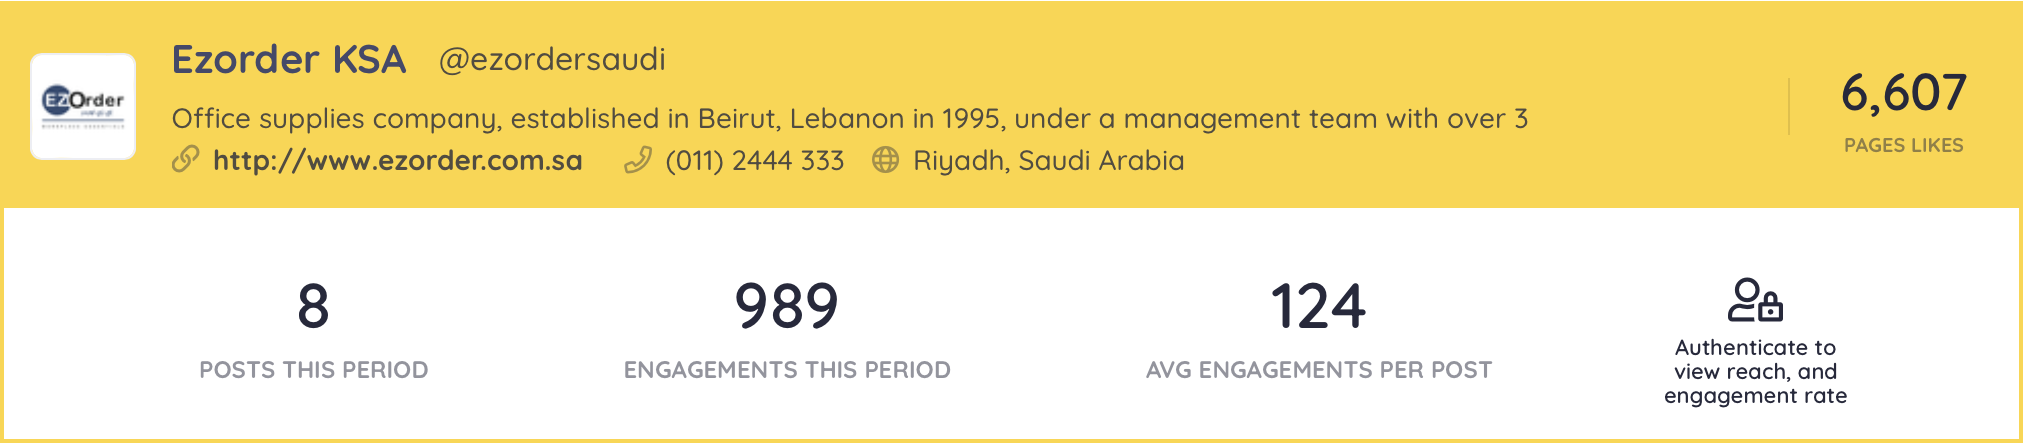 EZOrder
Ezorder KSA @ezordersaudi
Office supplies company, established in Beirut, Lebanon in 1995, under a management team with over 3
http://www.ezorder.com.sa (011) 2444 333 Riyadh, Saudi Arabia
6,607
PAGES LIKES
8
POSTS THIS PERIOD
989
ENGAGEMENTS THIS PERIOD
124
AVG ENGAGEMENTS PER POST
Authenticate to
view reach, and
engagement rate